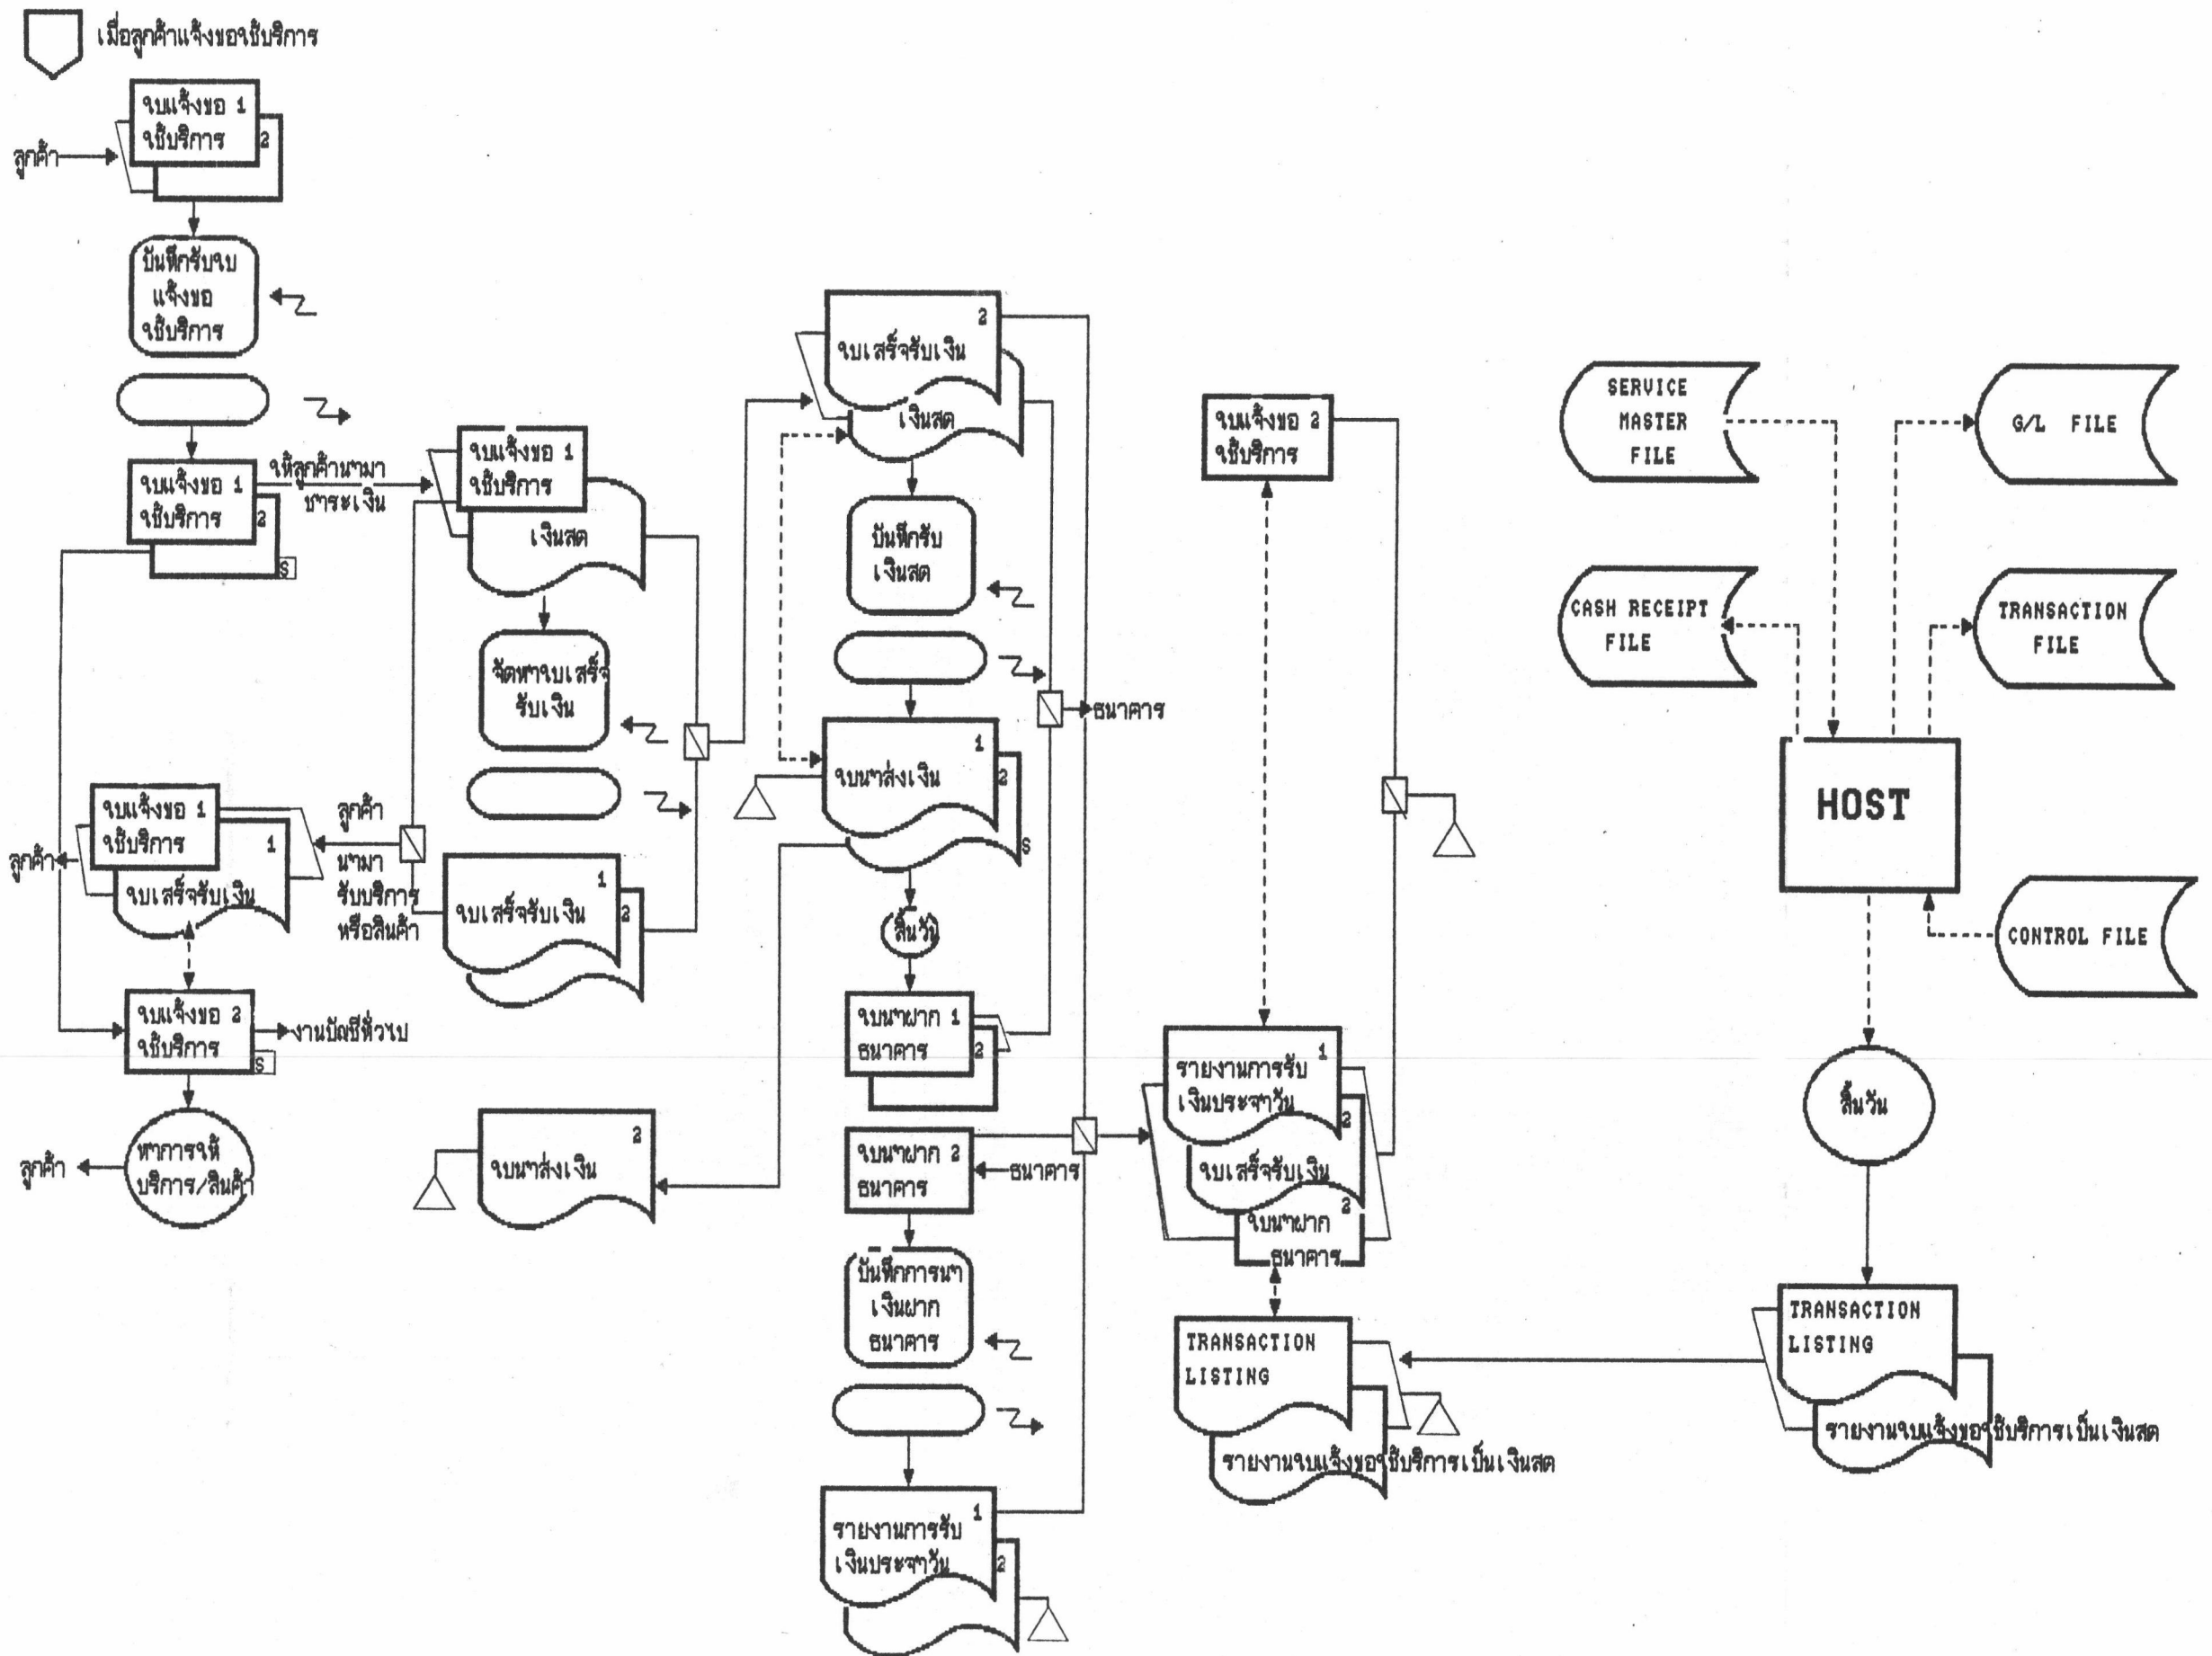 เมื่อลูกค้าแจ้งขอใช้บริการ
ใบแจ้งขอ 1
ใช้บริการ
2
ลูกค้า
บันทึกรับใบ
แจ้งขอ
ใช้บริการ
ใบแจ้งขอ 1
ใช้บริการ
2
S
ให้ลูกค้านำมา
ชำระเงิน
ใบแจ้งขอ 1
ใช้บริการ
เงินสด
จัดทำใบเสร็จ
รับเงิน
1
ใบเสร็จรับเงิน
2
ลูกค้า
นำมา
รับบริการ
หรือสินค้า
ใบแจ้งขอ 1
ใช้บริการ
1
ใบเสร็จรับเงิน
ลูกค้า
ใบแจ้งขอ 2
ใช้บริการ
S
งานบัญชีทั่วไป
ทำการให้
บริการ/สินค้า
ลูกค้า
2
ใบนำส่งเงิน
2
ใบเสร็จรับเงิน
เงินสด
บันทึกรับ
เงินสด
ธนาคาร
1
ใบนำส่งเงิน
2
S
สิ้นวัน
ใบนำฝาก 1
ธนาคาร
2
ใบนำฝาก 2
ธนาคาร
ธนาคาร
บันทึกการนำ
เงินฝาก
ธนาคาร
1
รายงานการรับ
เงินประจำวัน
2
ใบแจ้งขอ 2
ใช้บริการ
1
รายงานการรับ
เงินประจำวัน
2
ใบเสร็จรับเงิน
2
ใบนำฝาก
ธนาคาร
TRANSACTION
LISTING
รายงานใบแจ้งขอใช้บริการเป็นเงินสด
SERVICE
MASTER
FILE
G/L FILE
CASH RECEIPT
FILE
TRANSACTION
FILE
HOST
CONTROL FILE
สิ้นวัน
TRANSACTION
LISTING
รายงานใบแจ้งขอใช้บริการเป็นเงินสด